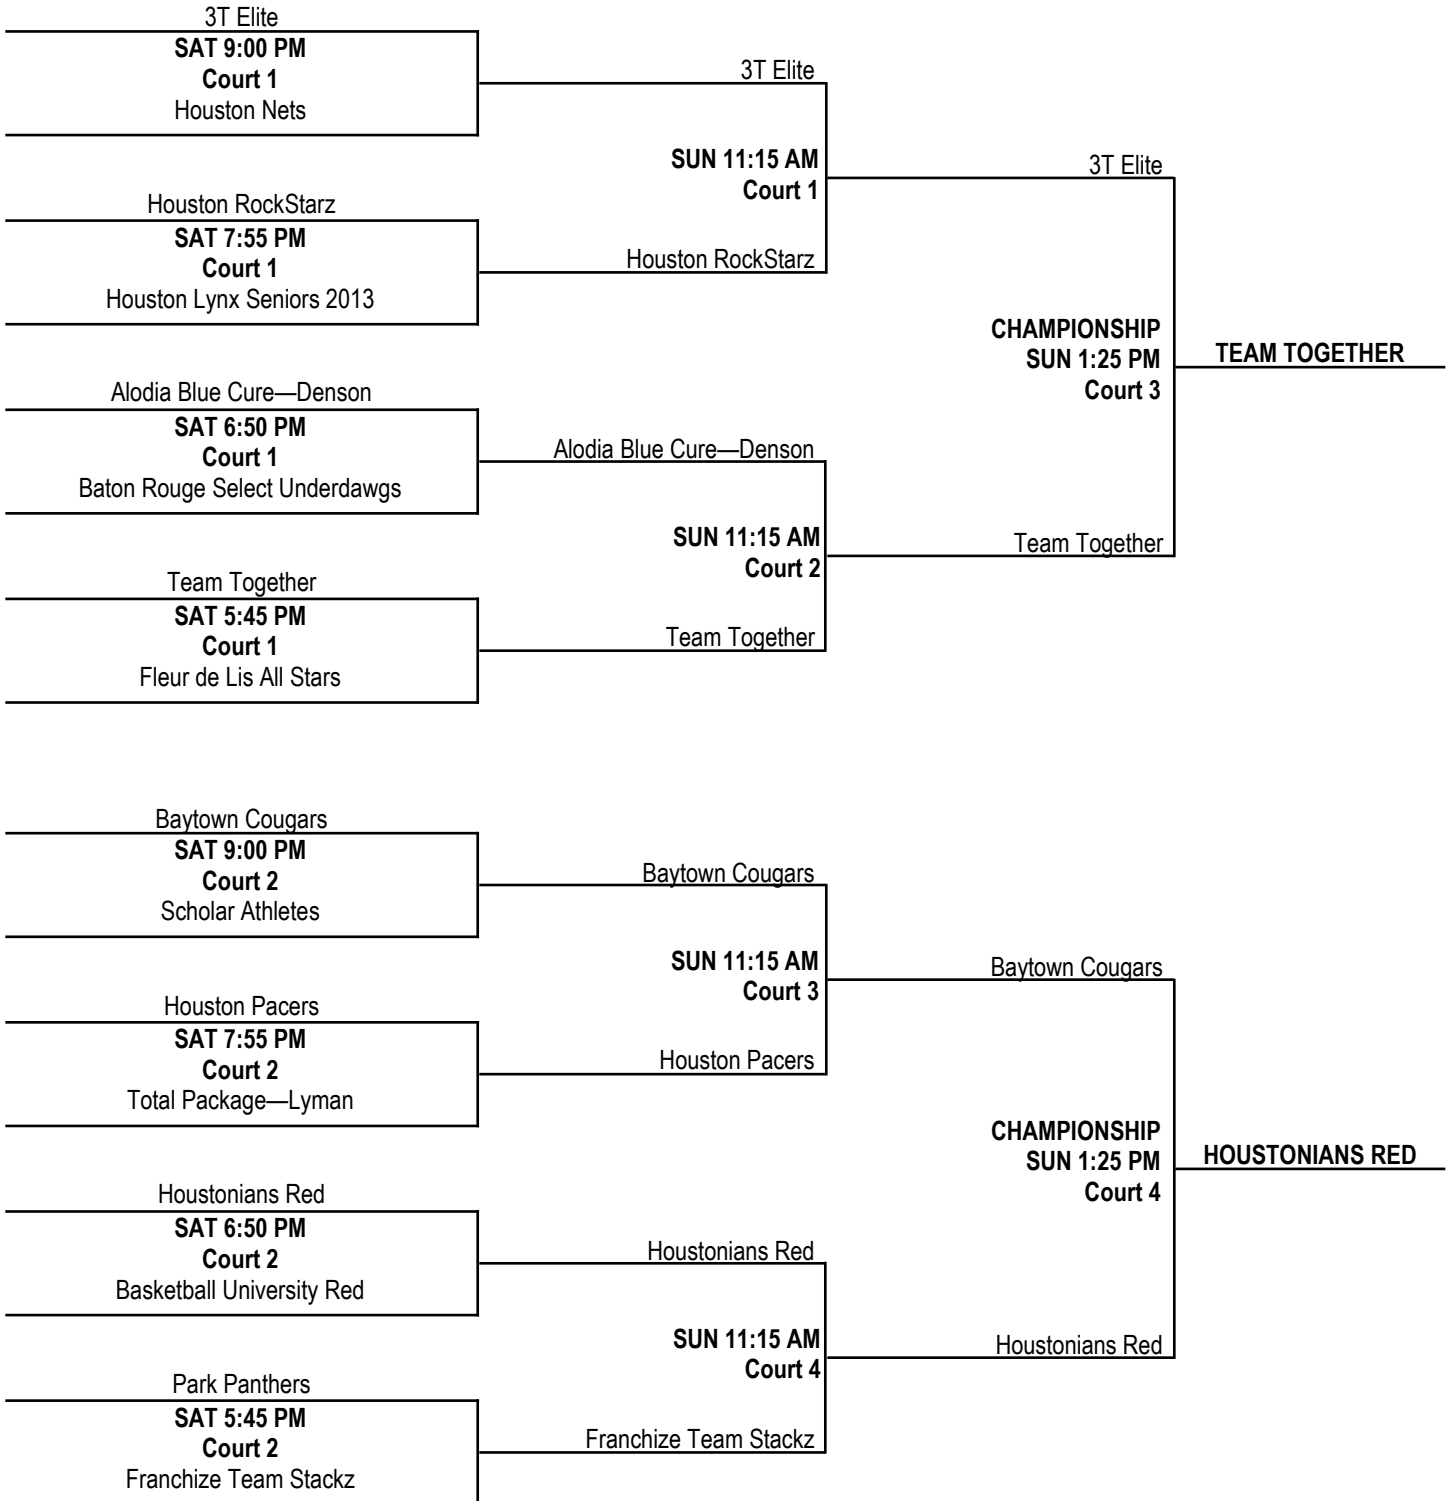 3T Elite
SAT 9:00 PM
Court 1
Houston Nets
3T Elite
SUN 11:15 AM
Court 1
3T Elite
Houston RockStarz
SAT 7:55 PM
Court 1
Houston Lynx Seniors 2013
Houston RockStarz
CHAMPIONSHIP
SUN 1:25 PM
Court 3
TEAM TOGETHER
Alodia Blue Cure—Denson
SAT 6:50 PM
Court 1
Baton Rouge Select Underdawgs
Alodia Blue Cure—Denson
SUN 11:15 AM
Court 2
Team Together
Team Together
SAT 5:45 PM
Court 1
Fleur de Lis All Stars
Team Together
Baytown Cougars
SAT 9:00 PM
Court 2
Scholar Athletes
Baytown Cougars
SUN 11:15 AM
Court 3
Baytown Cougars
Houston Pacers
SAT 7:55 PM
Court 2
Total Package—Lyman
Houston Pacers
CHAMPIONSHIP
SUN 1:25 PM
Court 4
HOUSTONIANS RED
Houstonians Red
SAT 6:50 PM
Court 2
Basketball University Red
Houstonians Red
SUN 11:15 AM
Court 4
Houstonians Red
Park Panthers
SAT 5:45 PM
Court 2
Franchize Team Stackz
Franchize Team Stackz